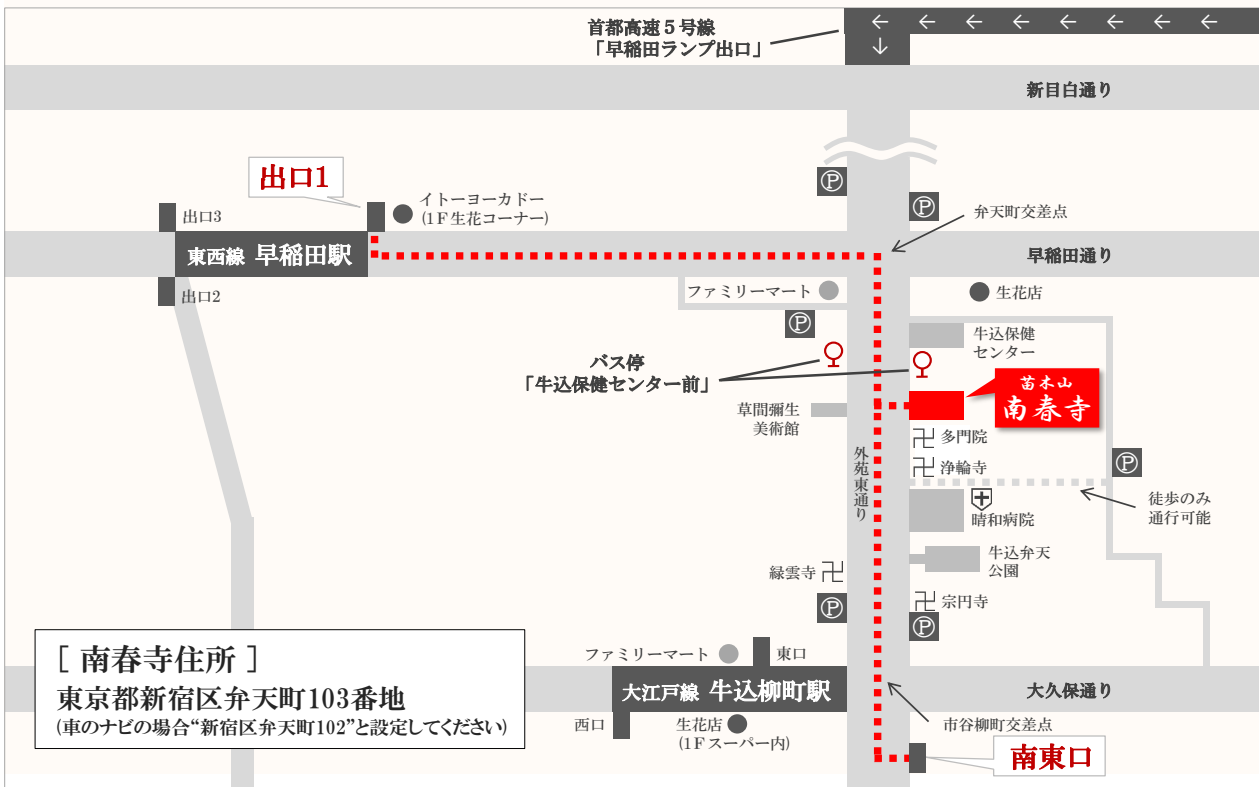 首都高速5号線
「早稲田ランプ出口」
← ← ← ← ← ← ← ←
↓
新目白通り
出口1
Ⓟ
Ⓟ
出口3
イトーヨーカドー
(1F生花コーナー)
弁天町交差点
東西線 早稲田駅
早稲田通り
出口2
ファミリーマート
生花店
Ⓟ
牛込保健
センター
バス停
「牛込保健センター前」
苗木山
南春寺
草間彌生
美術館
卍 多門院
卍 浄輪寺
Ⓟ
外苑東通り
徒歩のみ
通行可能
晴和病院
牛込弁天
公園
緑雲寺 卍
卍 宗円寺
Ⓟ
Ⓟ
[ 南春寺住所 ]
東京都新宿区弁天町103番地
(車のナビの場合“新宿区弁天町102”と設定してください)
ファミリーマート
東口
大江戸線 牛込柳町駅
大久保通り
西口
生花店
(1Fスーパー内)
市谷柳町交差点
南東口